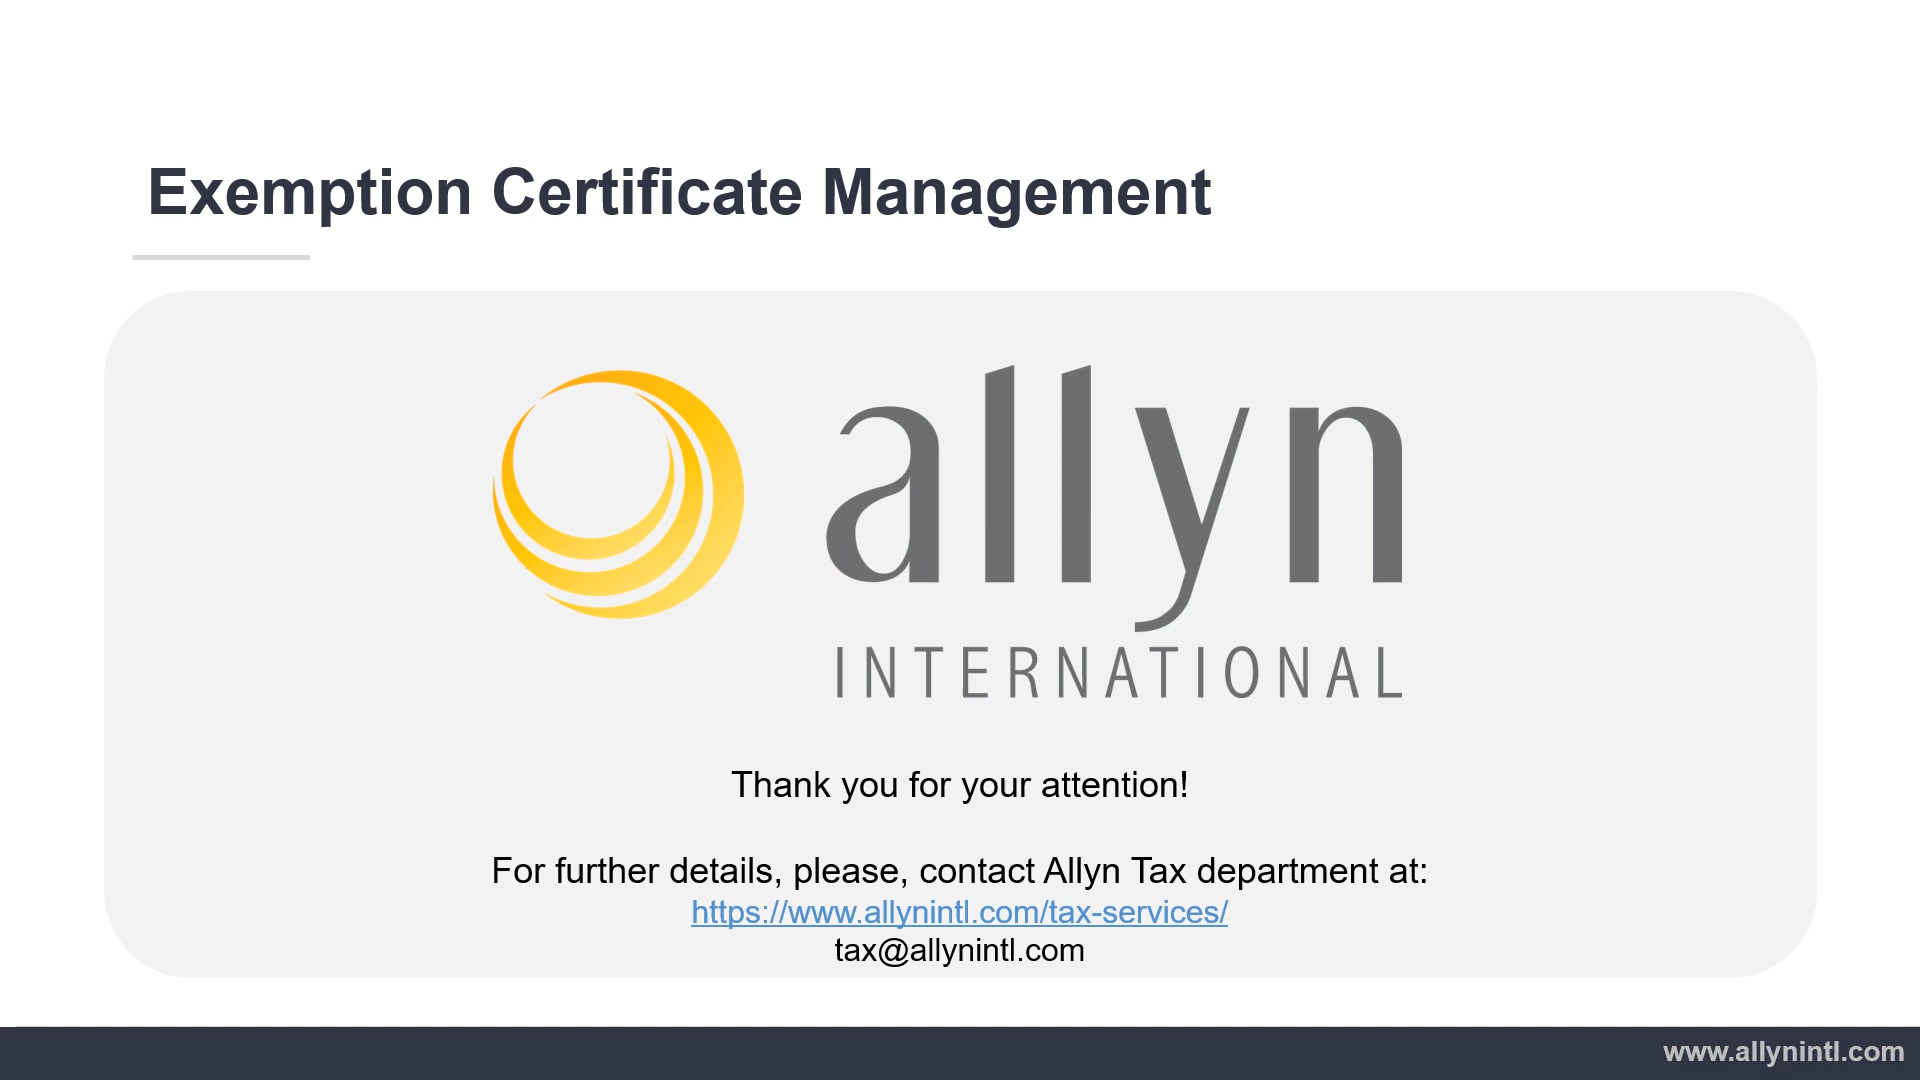 Exemption Certificate Management
allyn
INTERNATIONAL
Thank you for your attention!
For further details, please, contact Allyn Tax department at:
https://www.allynintl.com/tax-services/
tax@allynintl.com
www.allynintl.com